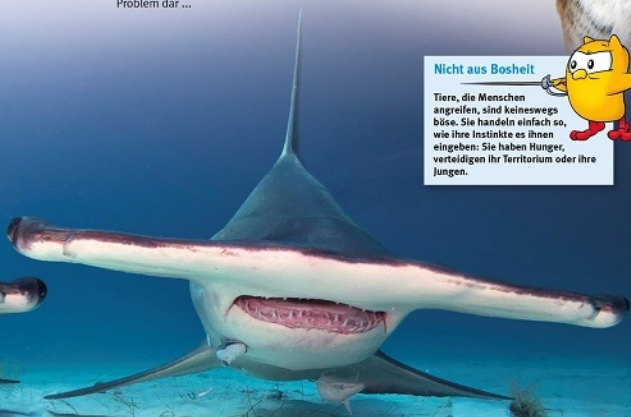 Problem dar ...
Nicht aus Bosheit
Tiere, die Menschen
angreifen, sind keineswegs
böse. Sie handeln einfach so,
wie ihre Instinkte es ihnen
eingeben: Sie haben Hunger,
verteidigen ihr Territorium oder ihre
Jungen.